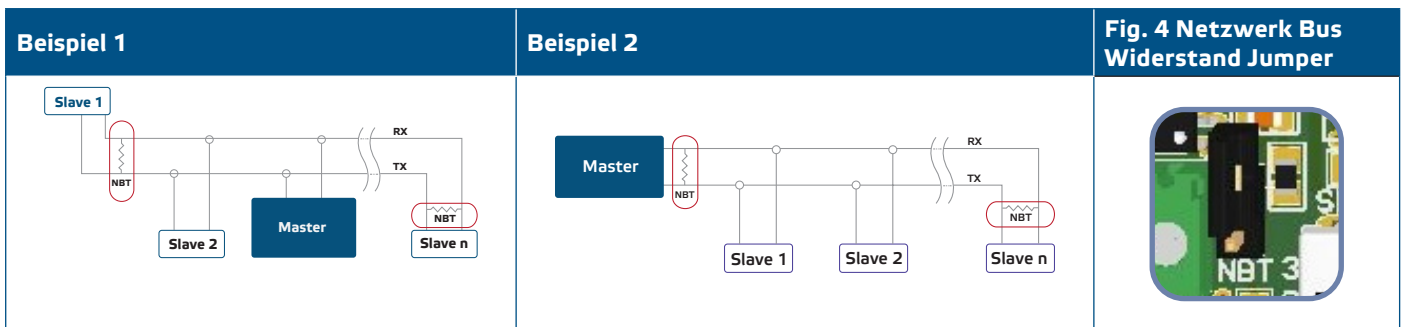 Beispiel 1
Slave 1
RX
TX
NBT
NBT
Slave 2
Master
Slave n
Beispiel 2
Master
RX
TX
NBT
NBT
Slave 1
Slave 2
Slave n
Fig. 4 Netzwerk Bus
Widerstand Jumper
NBT 3